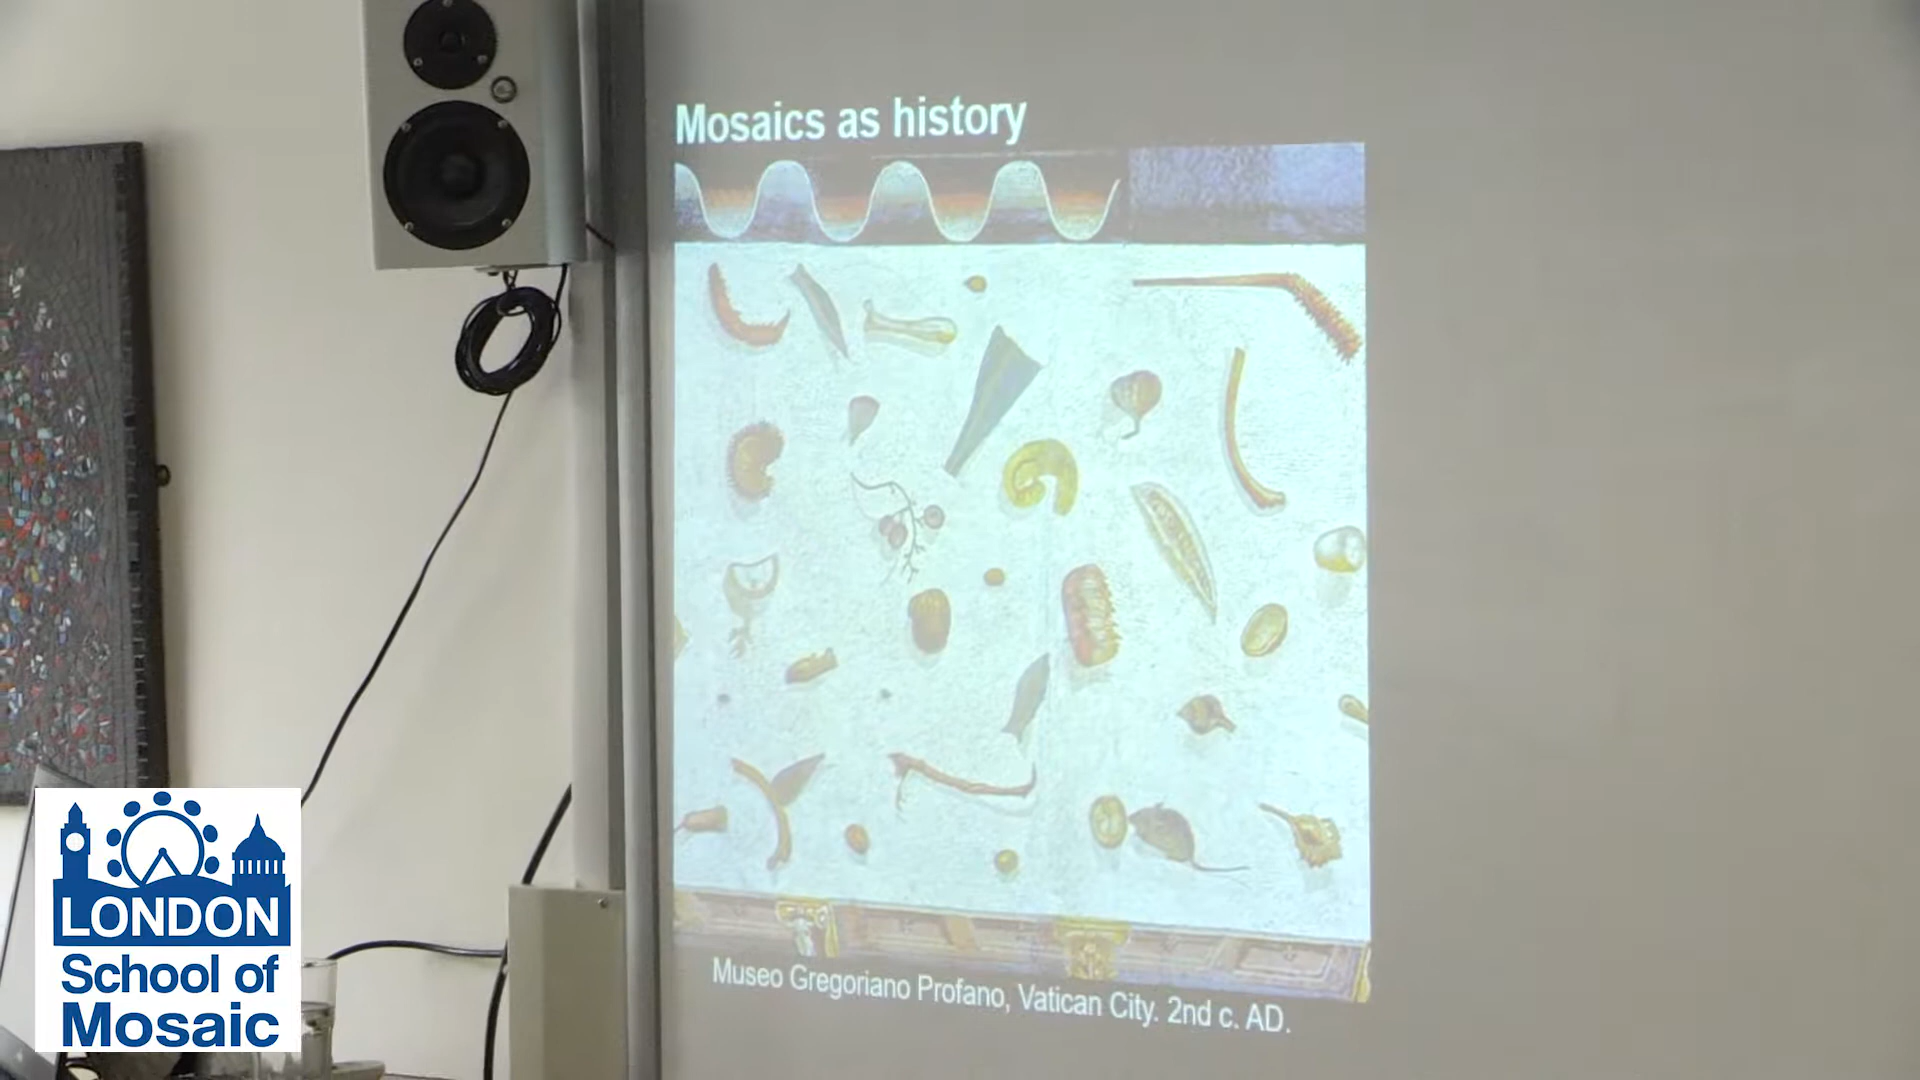 Mosaics as history
Museo Gregoriano Profano, Vatican City. 2nd c. AD.
LONDON
School of
Mosaic